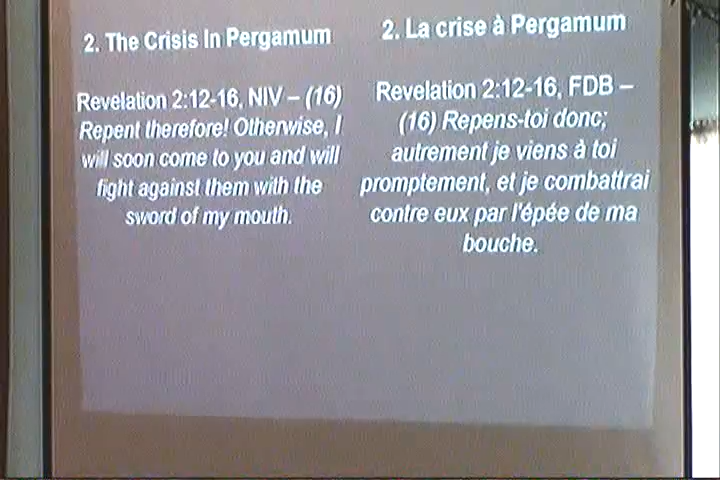 2. The Crisis In Pergamum
Revelation 2:12-16, NIV – (16)
Repent therefore! Otherwise, I
will soon come to you and will
fight against them with the
sword of my mouth.
2. La crise à Pergamum
Revelation 2:12-16, FDB –
(16) Repens-toi donc;
autrement je viens à toi
promptement, et je combattrai
contre eux par l'épée de ma
bouche.